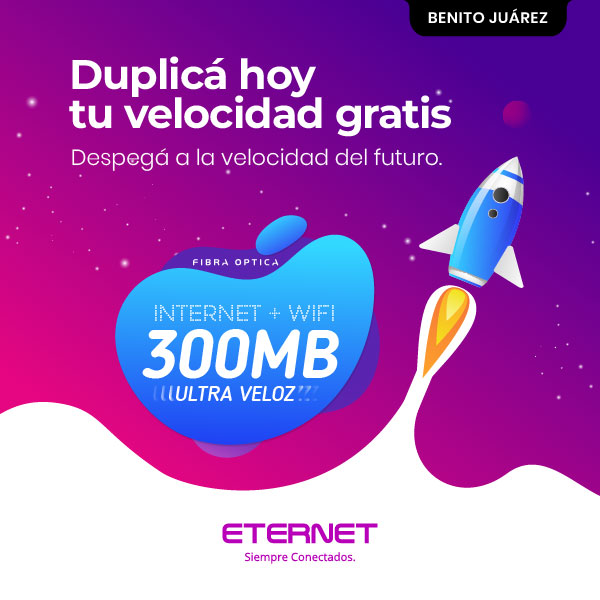 BENITO JUÁREZ
Duplicá hoy
tu velocidad gratis
Despegá a la velocidad del futuro.
FIBRA OPTICA
INTERNET + WIFI
300MB
ULTRA VELOZ
ETERNET
Siempre Conectados.